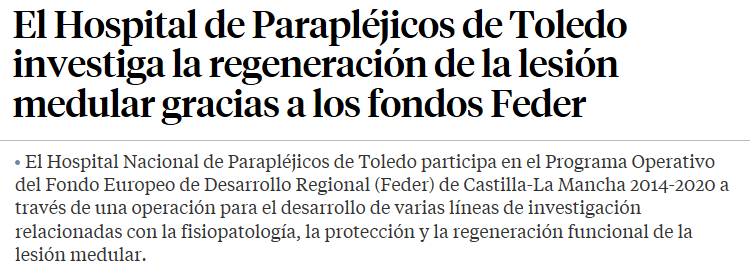 El Hospital de Parapléjicos de Toledo
investiga la regeneración de la lesión
medular gracias a los fondos Feder
• El Hospital Nacional de Parapléjicos de Toledo participa en el Programa Operativo
del Fondo Europeo de Desarrollo Regional (Feder) de Castilla-La Mancha 2014-2020 a
través de una operación para el desarrollo de varias líneas de investigación
relacionadas con la fisiopatología, la protección y la regeneración funcional de la
lesión medular.